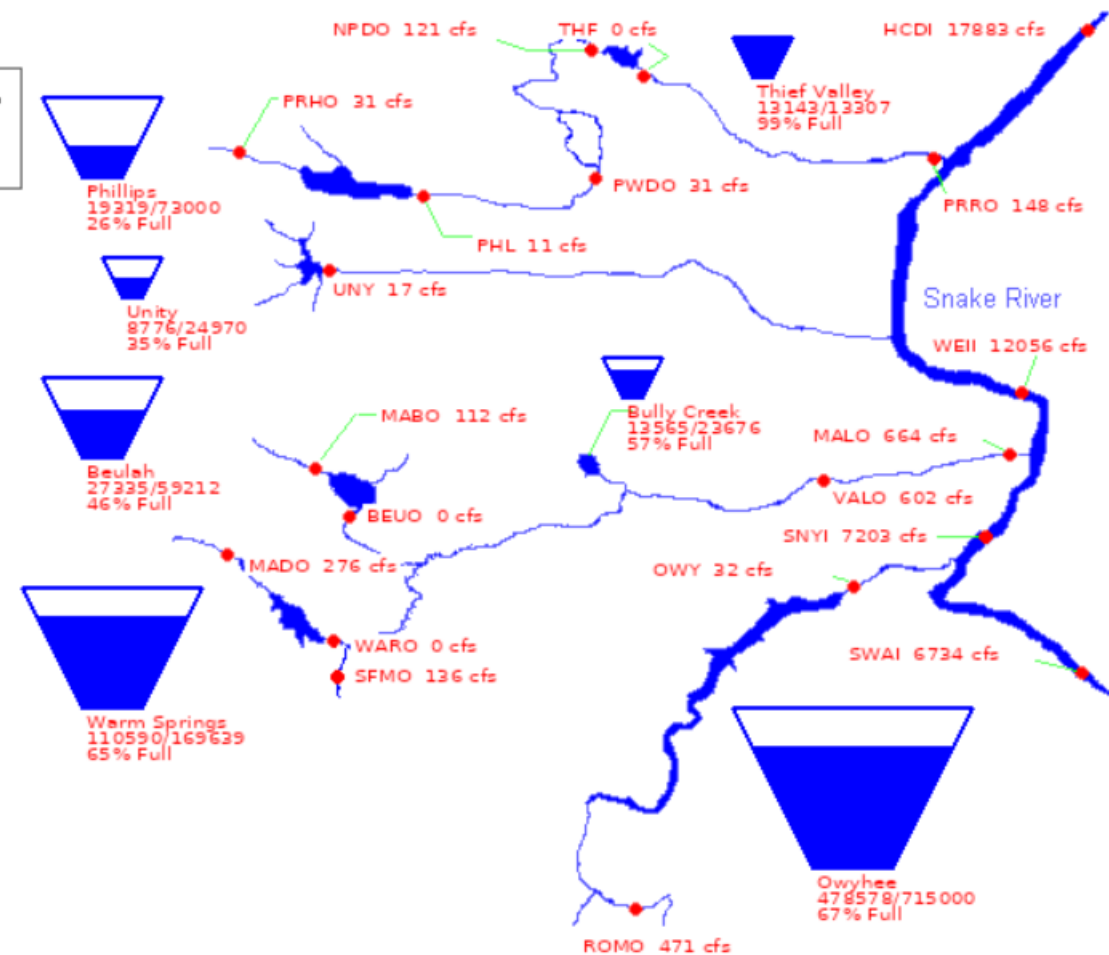 NPDO 121 cfs
THF 0 cfs
HCDI 17883 cfs
Thief Valley
13143/13307
99% Full
PRHO 31 cfs
Phillips
19319/73000
26% Full
PWDO 31 cfs
PRRO 148 cfs
PHL 11 cfs
UNY 17 cfs
Unity
8776/24970
35% Full
Snake River
WEII 12056 cfs
Bully Creek
13565/23676
57% Full
MABO 112 cfs
MALO 664 cfs
Beulah
27335/59212
46% Full
VALO 602 cfs
BEUO 0 cfs
SNYI 7203 cfs
MADO 276 cfs
OWY 32 cfs
WARO 0 cfs
SWAI 6734 cfs
SFMO 136 cfs
Warm Springs
110590/169639
65% Full
Owyhee
478578/715000
67% Full
ROMO 471 cfs